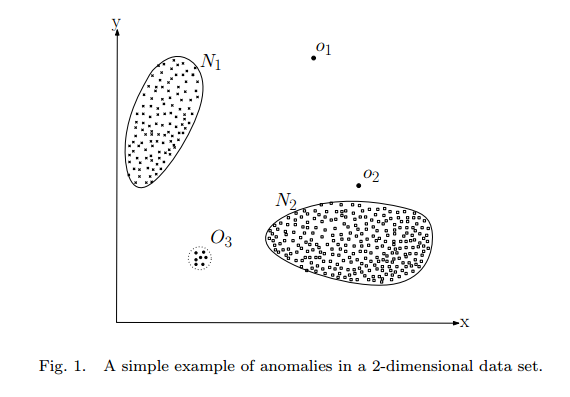 y
N1
o1
o2
N2
O3
x
Fig. 1. A simple example of anomalies in a 2-dimensional data set.